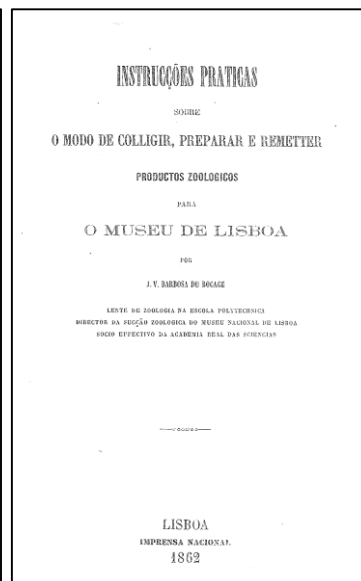 INSTRUCÇÕES PRATICAS
SOBRE
O MODO DE COLLIGIR, PREPARAR E REMETTER
PRODUCTOS ZOOLOGICOS
PARA
O MUSEU DE LISBOA
POR
J. V. BARBOSA DU BOCAGE
LENTE DE ZOOLOGIA NA ESCOLA POLYTECHNICA
DIRECTOR DA SECÇÃO ZOOLOGICA DO MUSEU NACIONAL DE LISBOA
SOCIO EFFECTIVO DA ACADEMIA REAL DAS SCIENCIAS
LISBOA
IMPRENSA NACIONAL
1862